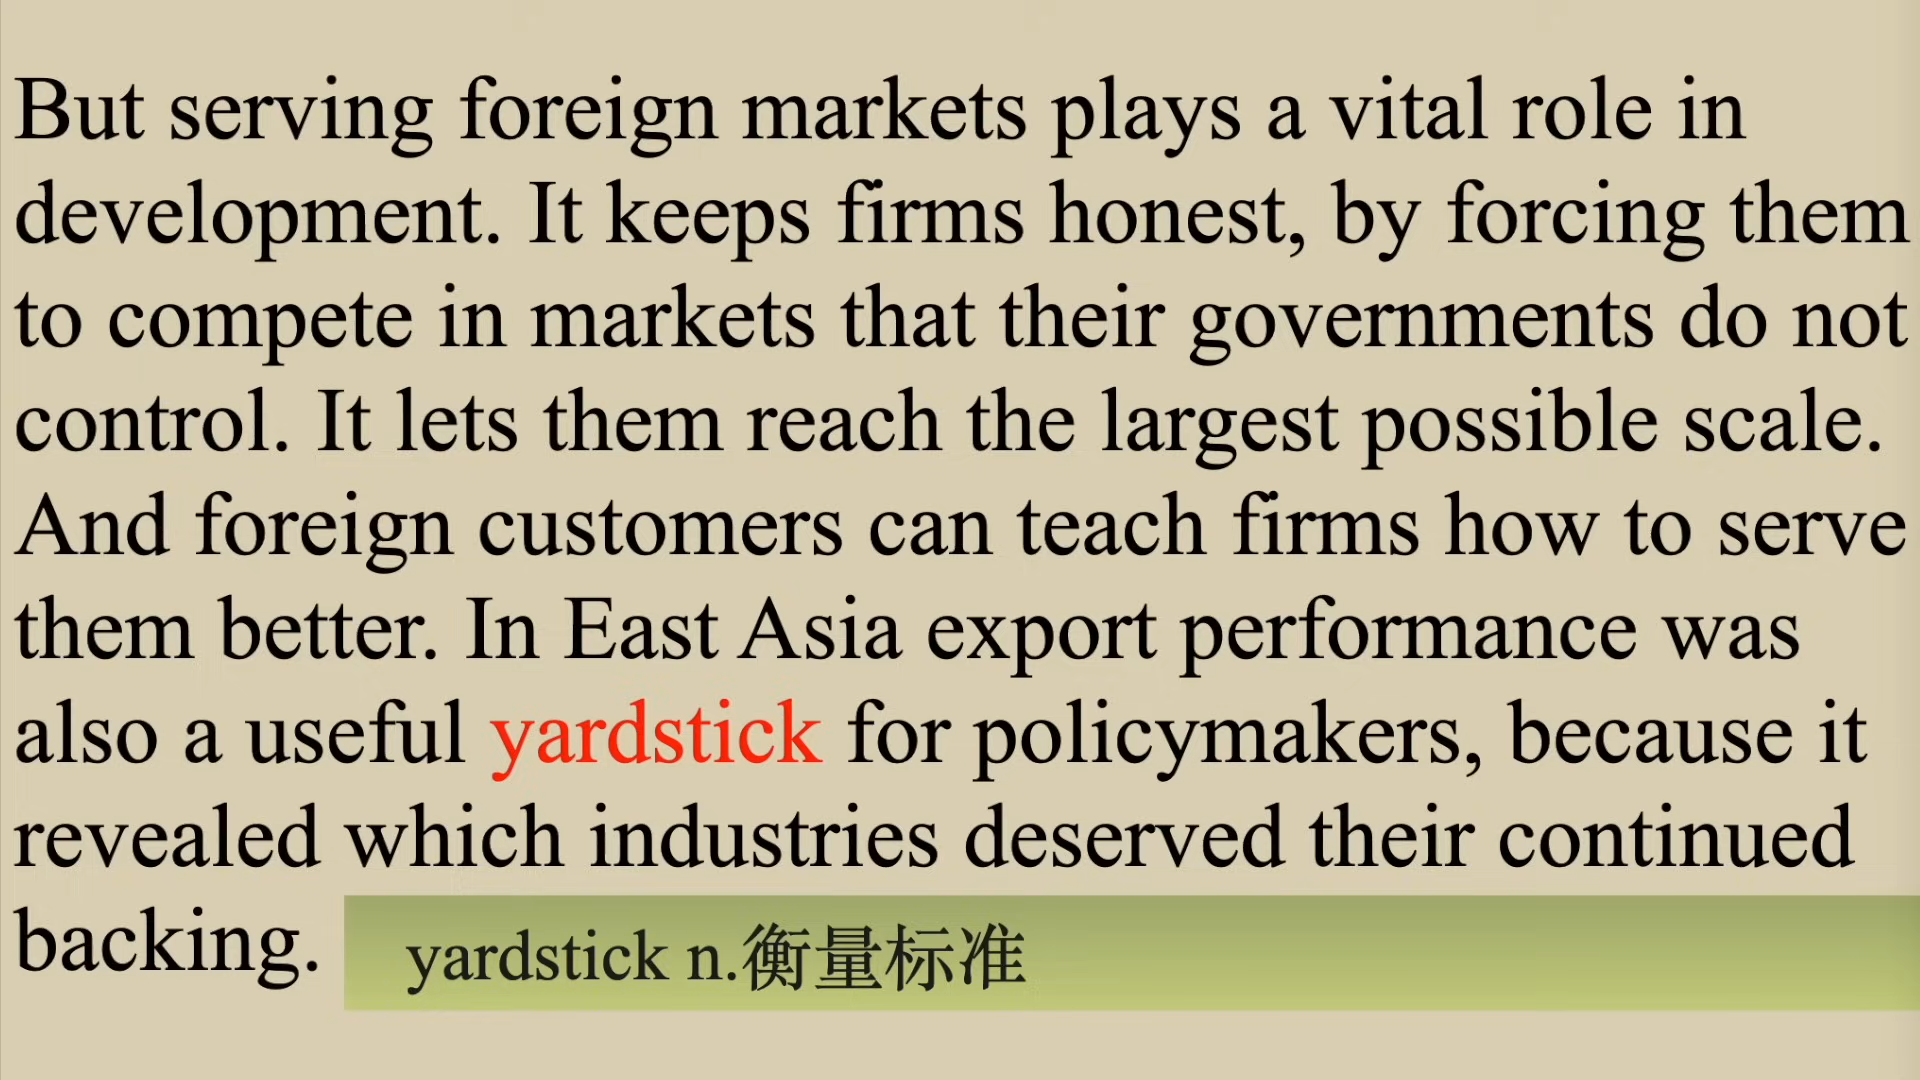 But serving foreign markets plays a vital role in
development. It keeps firms honest, by forcing them
to compete in markets that their governments do not
control. It lets them reach the largest possible scale.
And foreign customers can teach firms how to serve
them better. In East Asia export performance was
also a useful yardstick for policymakers, because it
revealed which industries deserved their continued
backing.
yardstick n.衡量标准